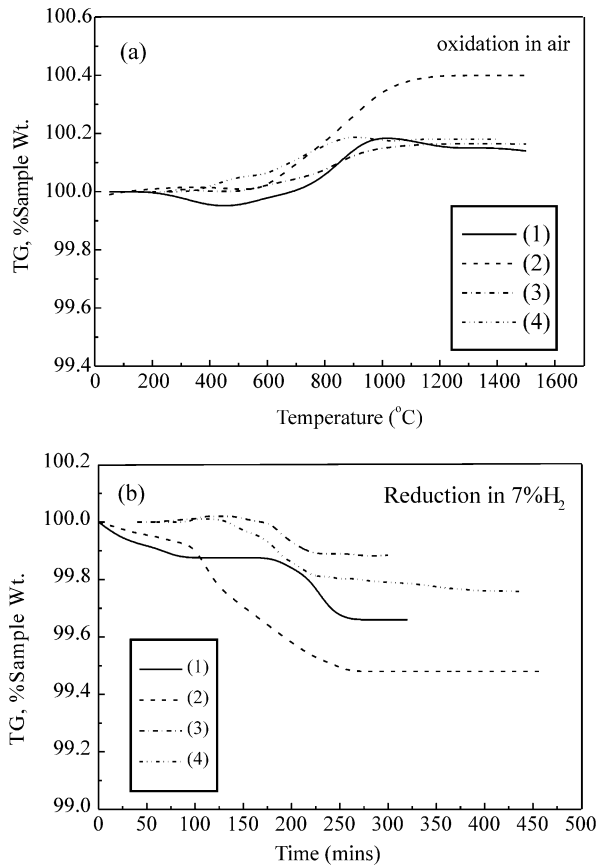 100.6
(a)
oxidation in air
100.4
100.2
100.0
99.8
99.6
99.4
TG, %Sample Wt.
(1)
(2)
(3)
(4)
0 200 400 600 800 1000 1200 1400 1600
Temperature (°C)
100.2
(b)
Reduction in 7%H₂
100.0
99.8
99.6
99.4
99.2
99.0
TG, %Sample Wt.
(1)
(2)
(3)
(4)
0 50 100 150 200 250 300 350 400 450 500
Time (mins)